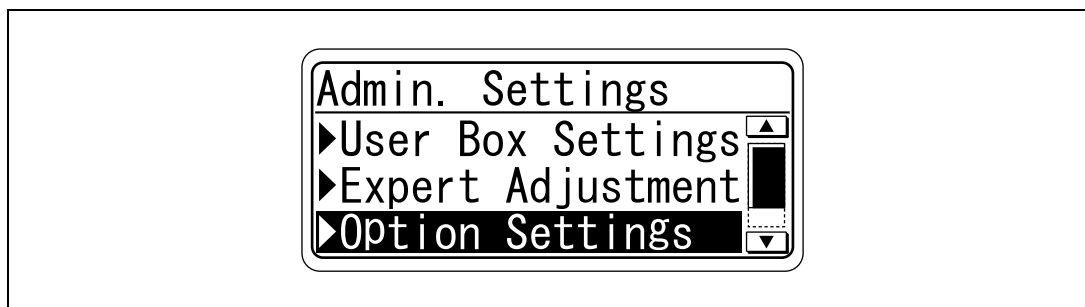 Admin. Settings
▶User Box Settings
▶Expert Adjustment
▶Option Settings